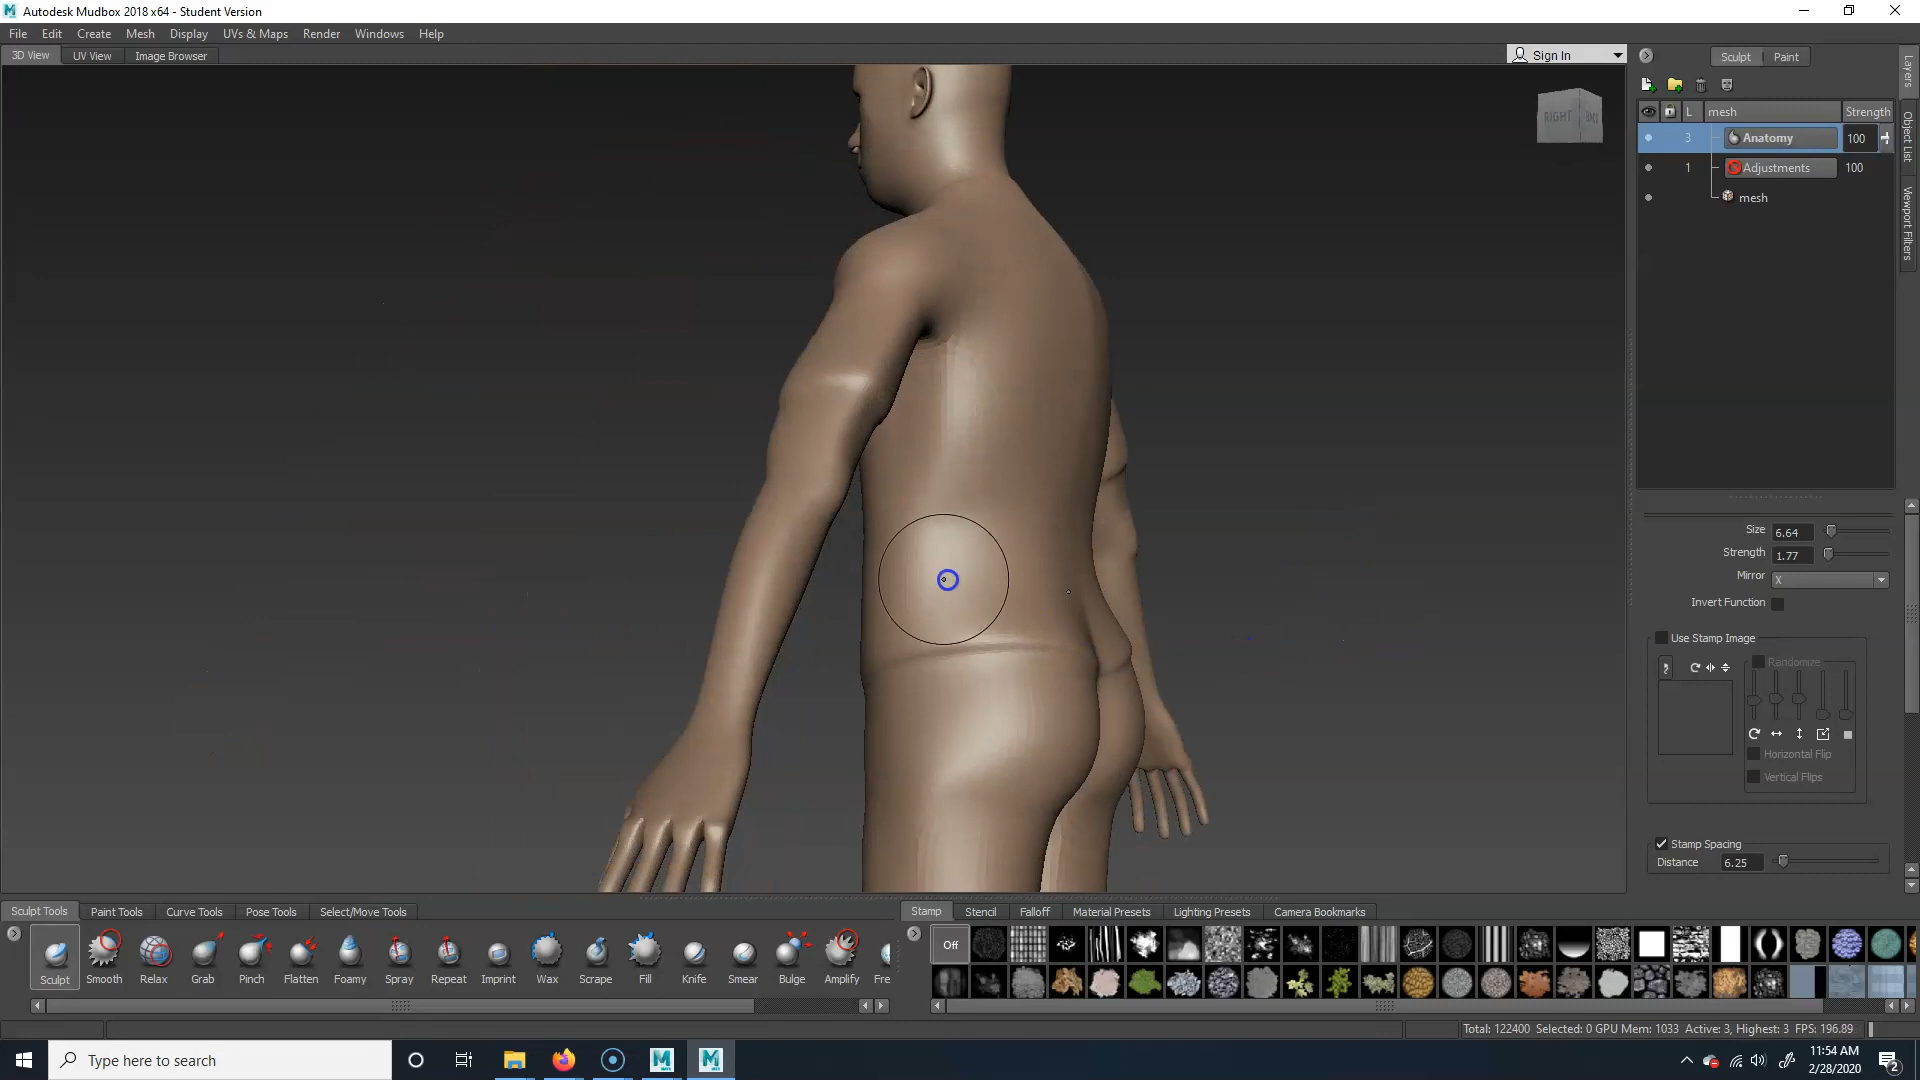 Autodesk Mudbox 2018 x64 - Student Version
File Edit Create Mesh Display UVs & Maps Render Windows Help
3D View UV View Image Browser
Sign In
Sculpt Paint
L mesh Strength
3 Anatomy 100
1 Adjustments 100
mesh
Layers
Object List
Viewport Filters
RIGHT
Size 6.64
Strength 1.77
Mirror X
Invert Function
Use Stamp Image
Randomize
Horizontal Flip
Vertical Flips
Stamp Spacing
Distance 6.25
Sculpt Tools Paint Tools Curve Tools Pose Tools Select/Move Tools
Sculpt Smooth Relax Grab Pinch Flatten Foamy Spray Repeat Imprint Wax Scrape Fill Knife Smear Bulge Amplify Fre
Stamp Stencil Falloff Material Presets Lighting Presets Camera Bookmarks
Off
Total: 122400 Selected: 0 GPU Mem: 1033 Active: 3, Highest: 3 FPS: 196.89
Type here to search
11:54 AM
2/28/2020
2